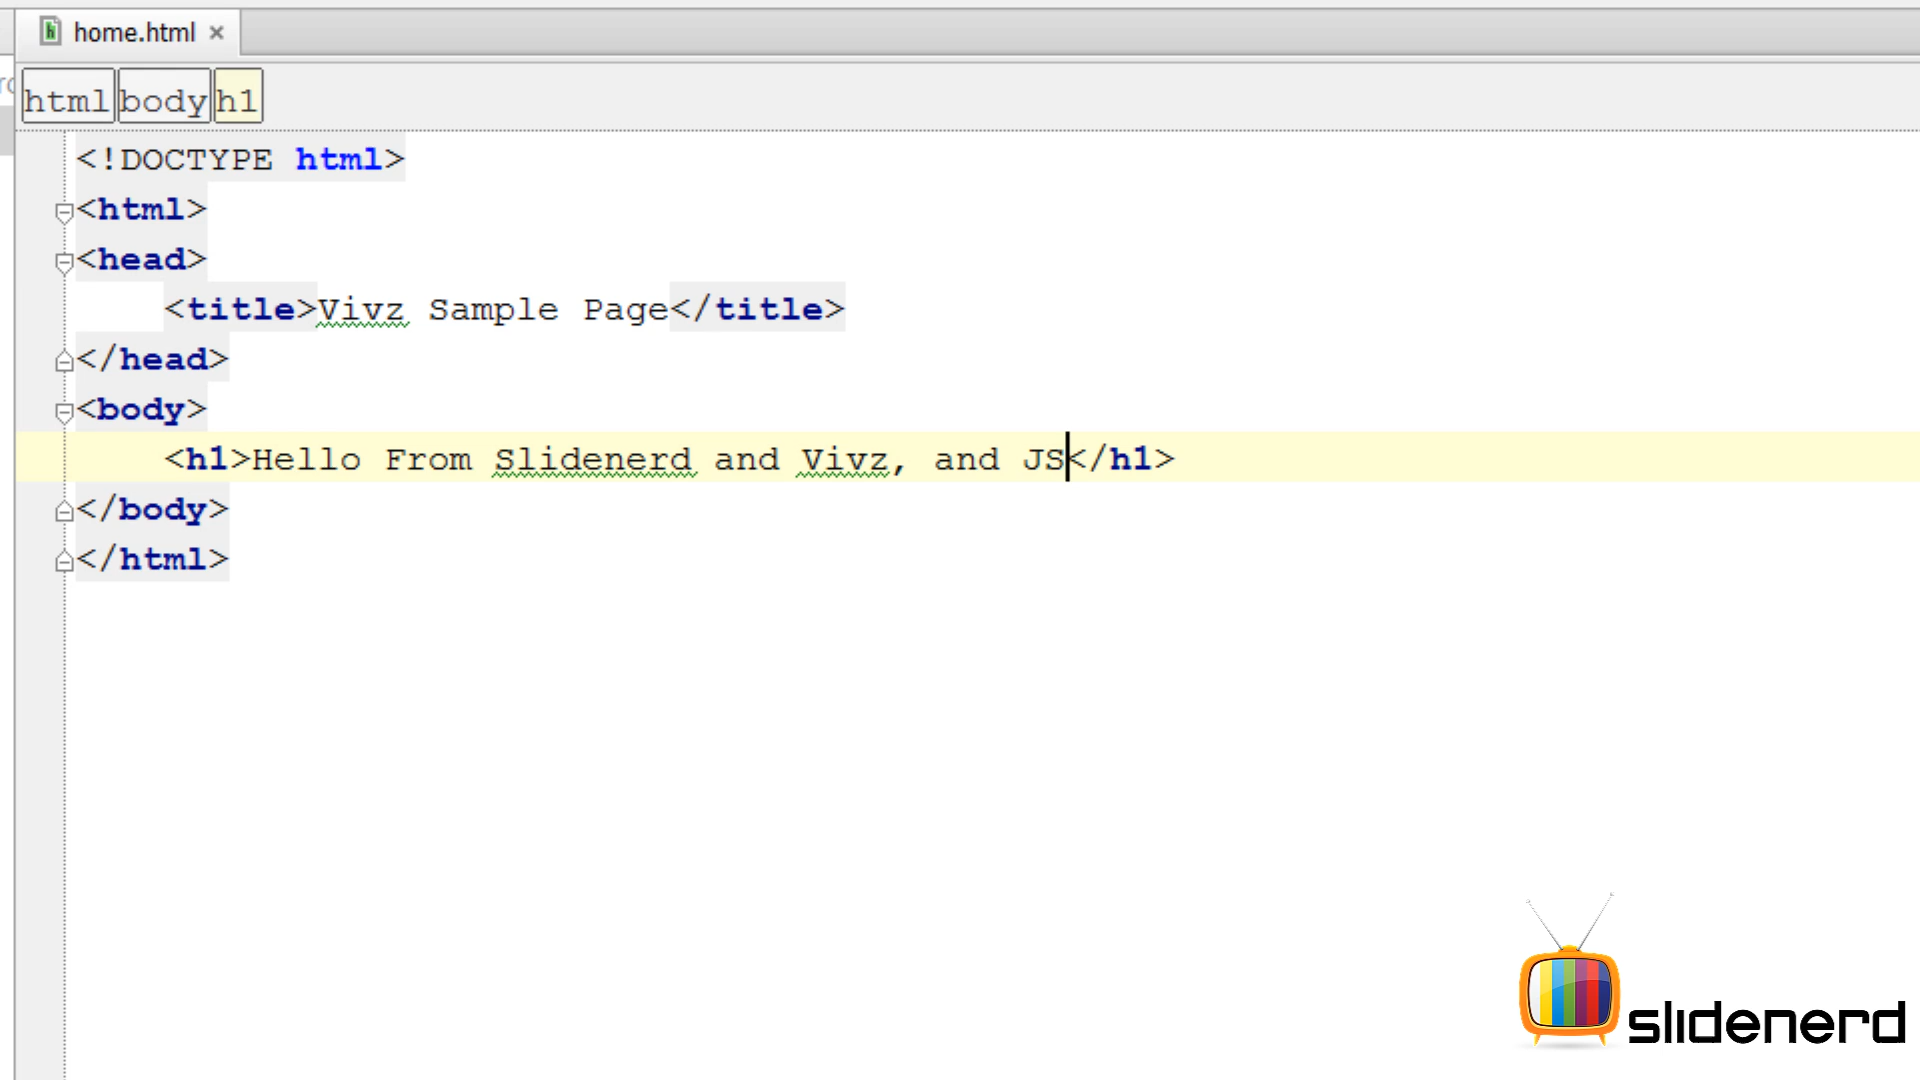 home.html
html body h1
<!DOCTYPE html>
<html>
<head>
<title>Vivz Sample Page</title>
</head>
<body>
<h1>Hello From Slidenerd and Vivz, and JS</h1>
</body>
</html>
slidenerd